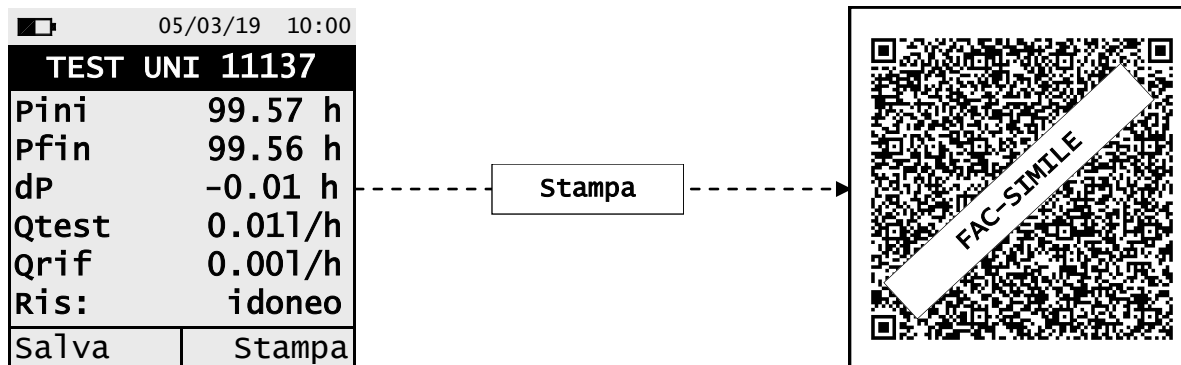 05/03/19 10:00
TEST UNI 11137
Pini 99.57 h
Pfin 99.56 h
dP -0.01 h
Qtest 0.01l/h
Qrif 0.00l/h
Ris: idoneo
Salva Stampa
Stampa
FAC-SIMILE